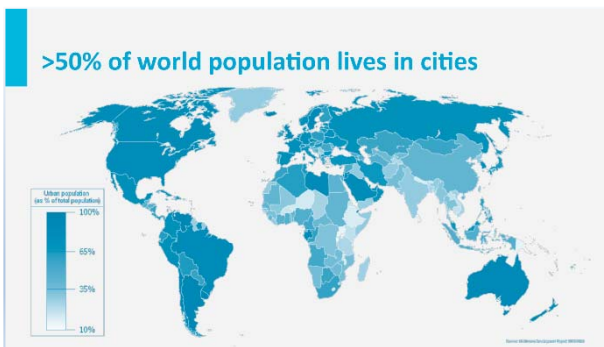 >50% of world population lives in cities
Urban population
(as % of total population)
100%
65%
35%
10%